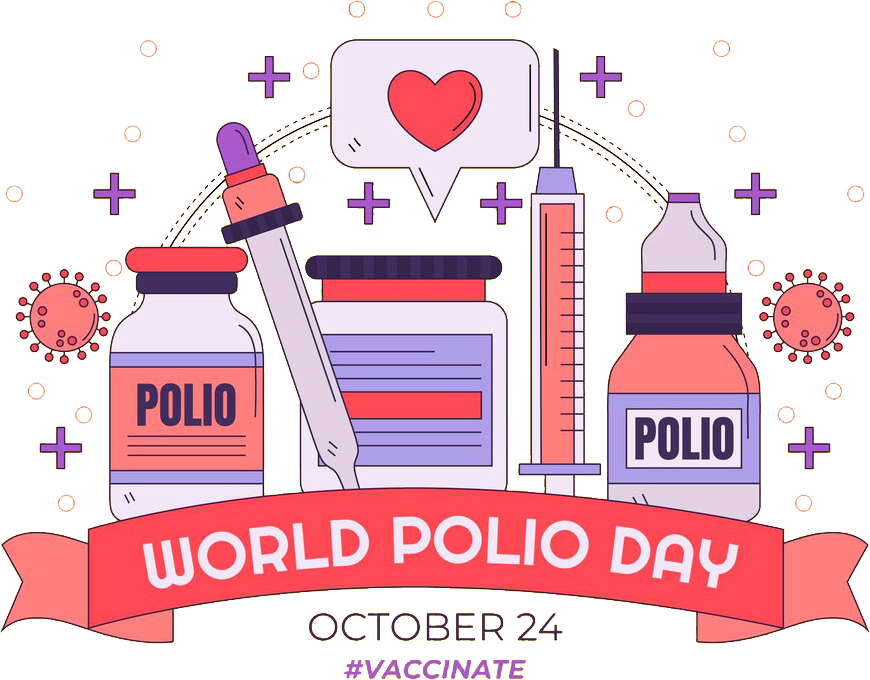 POLIO
POLIO
WORLD POLIO DAY
OCTOBER 24
#VACCINATE